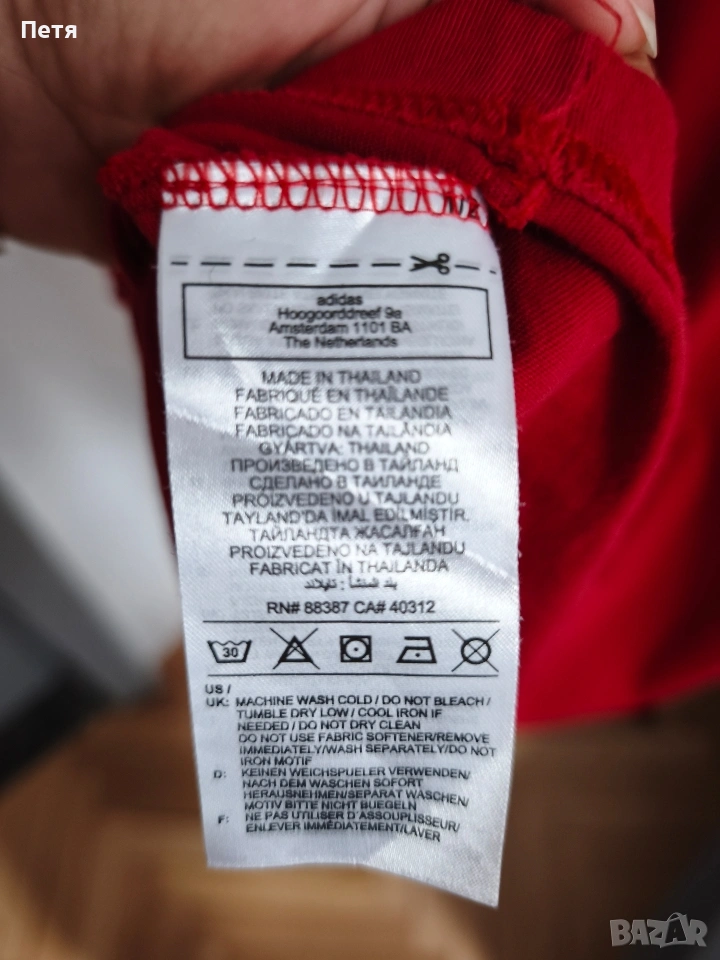 Петя
adidas
Hoogoorddreef 9a
Amsterdam 1101 BA
The Netherlands
MADE IN THAILAND
FABRIQUÉ EN THAÏLANDE
FABRICADO EN TAILANDIA
FABRICADO NA TAILÂNCIA
GYÁRTVA: THAILAND
ПРОИЗВЕДЕНО В ТАЙЛАНД
СДЕЛАНО В ТАИЛАНДЕ
PROIZVEDENO U TAJLANDU
TAYLAND'DA IMAL EDİLMİŞTİR.
ТАЙЛАНДТА ЖАСАЛҒАН
PROIZVEDENO NA TAJLANDU
FABRICAT ÎN THAILANDA
بلد المنشأ : تايلاند
RN# 88387 CA# 40312
30
US /
UK: MACHINE WASH COLD / DO NOT BLEACH /
TUMBLE DRY LOW / COOL IRON IF
NEEDED / DO NOT DRY CLEAN
DO NOT USE FABRIC SOFTENER/REMOVE
IMMEDIATELY/WASH SEPARATELY/DO NOT
IRON MOTIF
D: KEINEN WEICHSPUELER VERWENDEN/
NACH DEM WASCHEN SOFORT
HERAUSNEHMEN/SEPARAT WASCHEN/
MOTIV BITTE NICHT BUEGELN
F: NE PAS UTILISER D'ASSOUPLISSEUR/
ENLEVER IMMÉDIATEMENT/LAVER
BAZAR